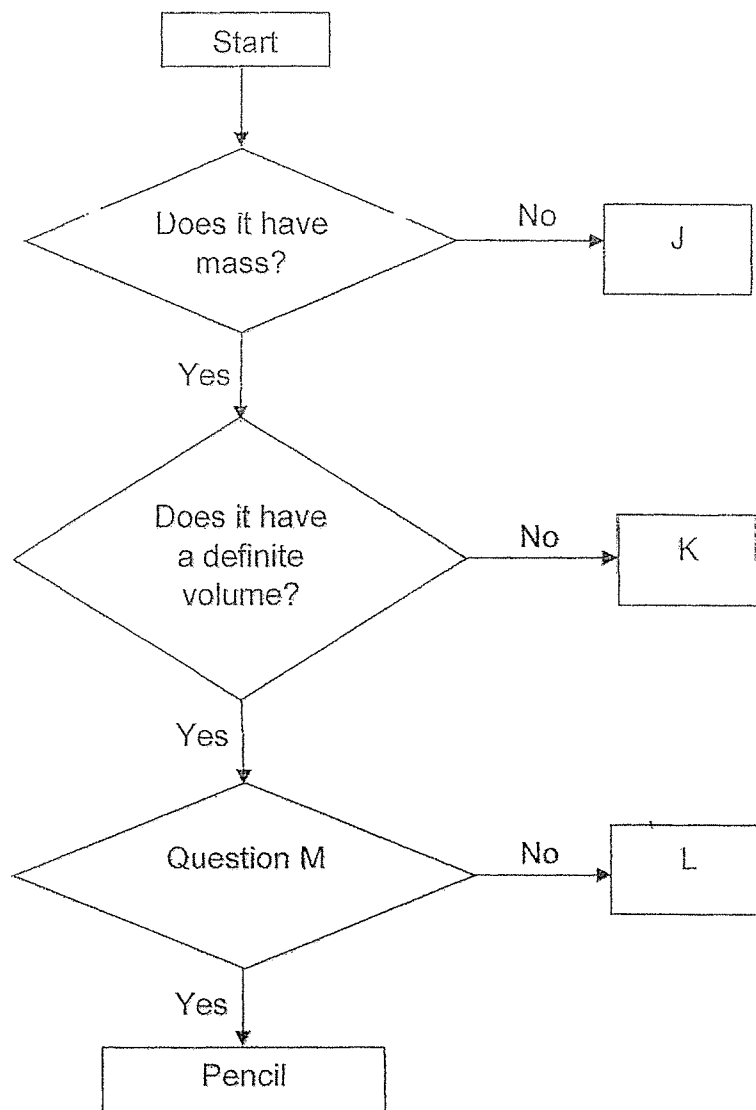 Start
Does it have
mass?
No
J
Yes
Does it have
a definite
volume?
No
K
Yes
Question M
No
L
Yes
Pencil